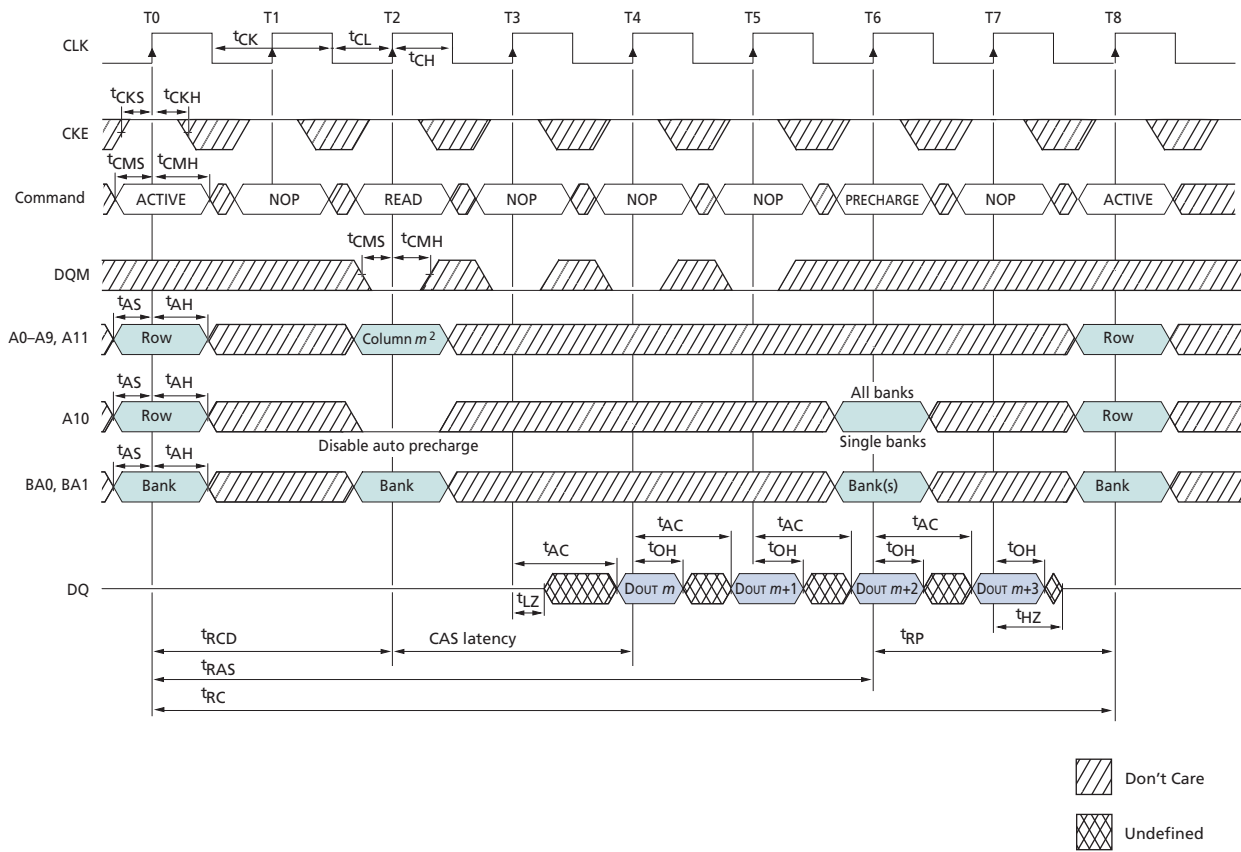 T0 T1 T2 T3 T4 T5 T6 T7 T8
CLK
tCK tCL
tCH
tCKS tCKH
CKE
tCMS tCMH
Command ACTIVE NOP READ NOP NOP NOP PRECHARGE NOP ACTIVE
tCMS tCMH
DQM
tAS tAH
A0–A9, A11 Row Column m2 Row
tAS tAH
All banks
A10 Row Row
Disable auto precharge Single banks
tAS tAH
BA0, BA1 Bank Bank Bank(s) Bank
tAC tAC tAC
tAC tOH tOH tOH tOH
DQ DOUT m DOUT m+1 DOUT m+2 DOUT m+3
tLZ tHZ
tRCD CAS latency tRP
tRAS
tRC
Don't Care
Undefined